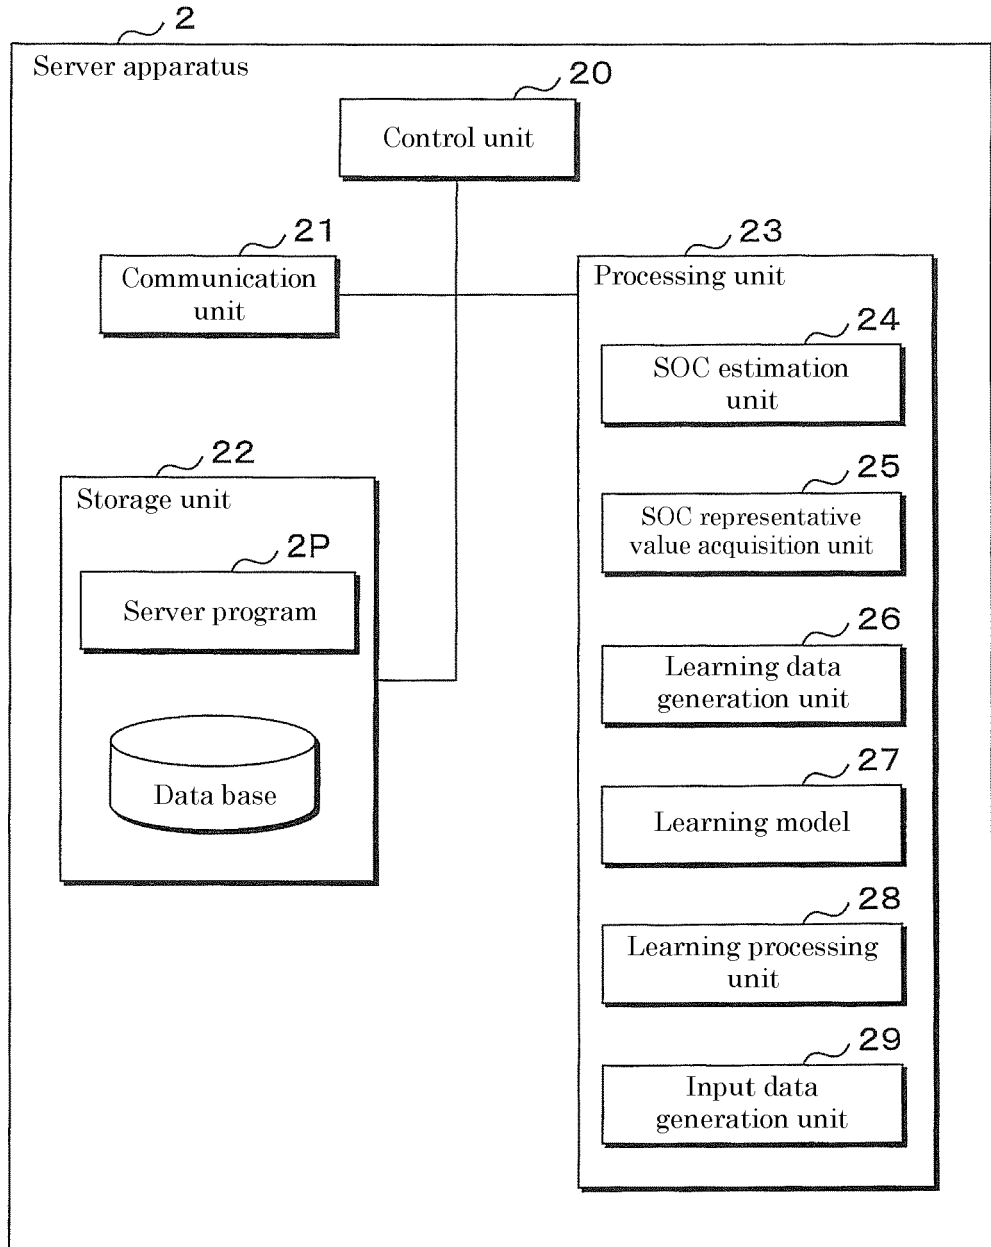 2
Server apparatus
20
Control unit
21
Communication
unit
23
Processing unit
24
SOC estimation
unit
22
Storage unit
25
SOC representative
value acquisition unit
2P
Server program
26
Learning data
generation unit
Data base
27
Learning model
28
Learning processing
unit
29
Input data
generation unit